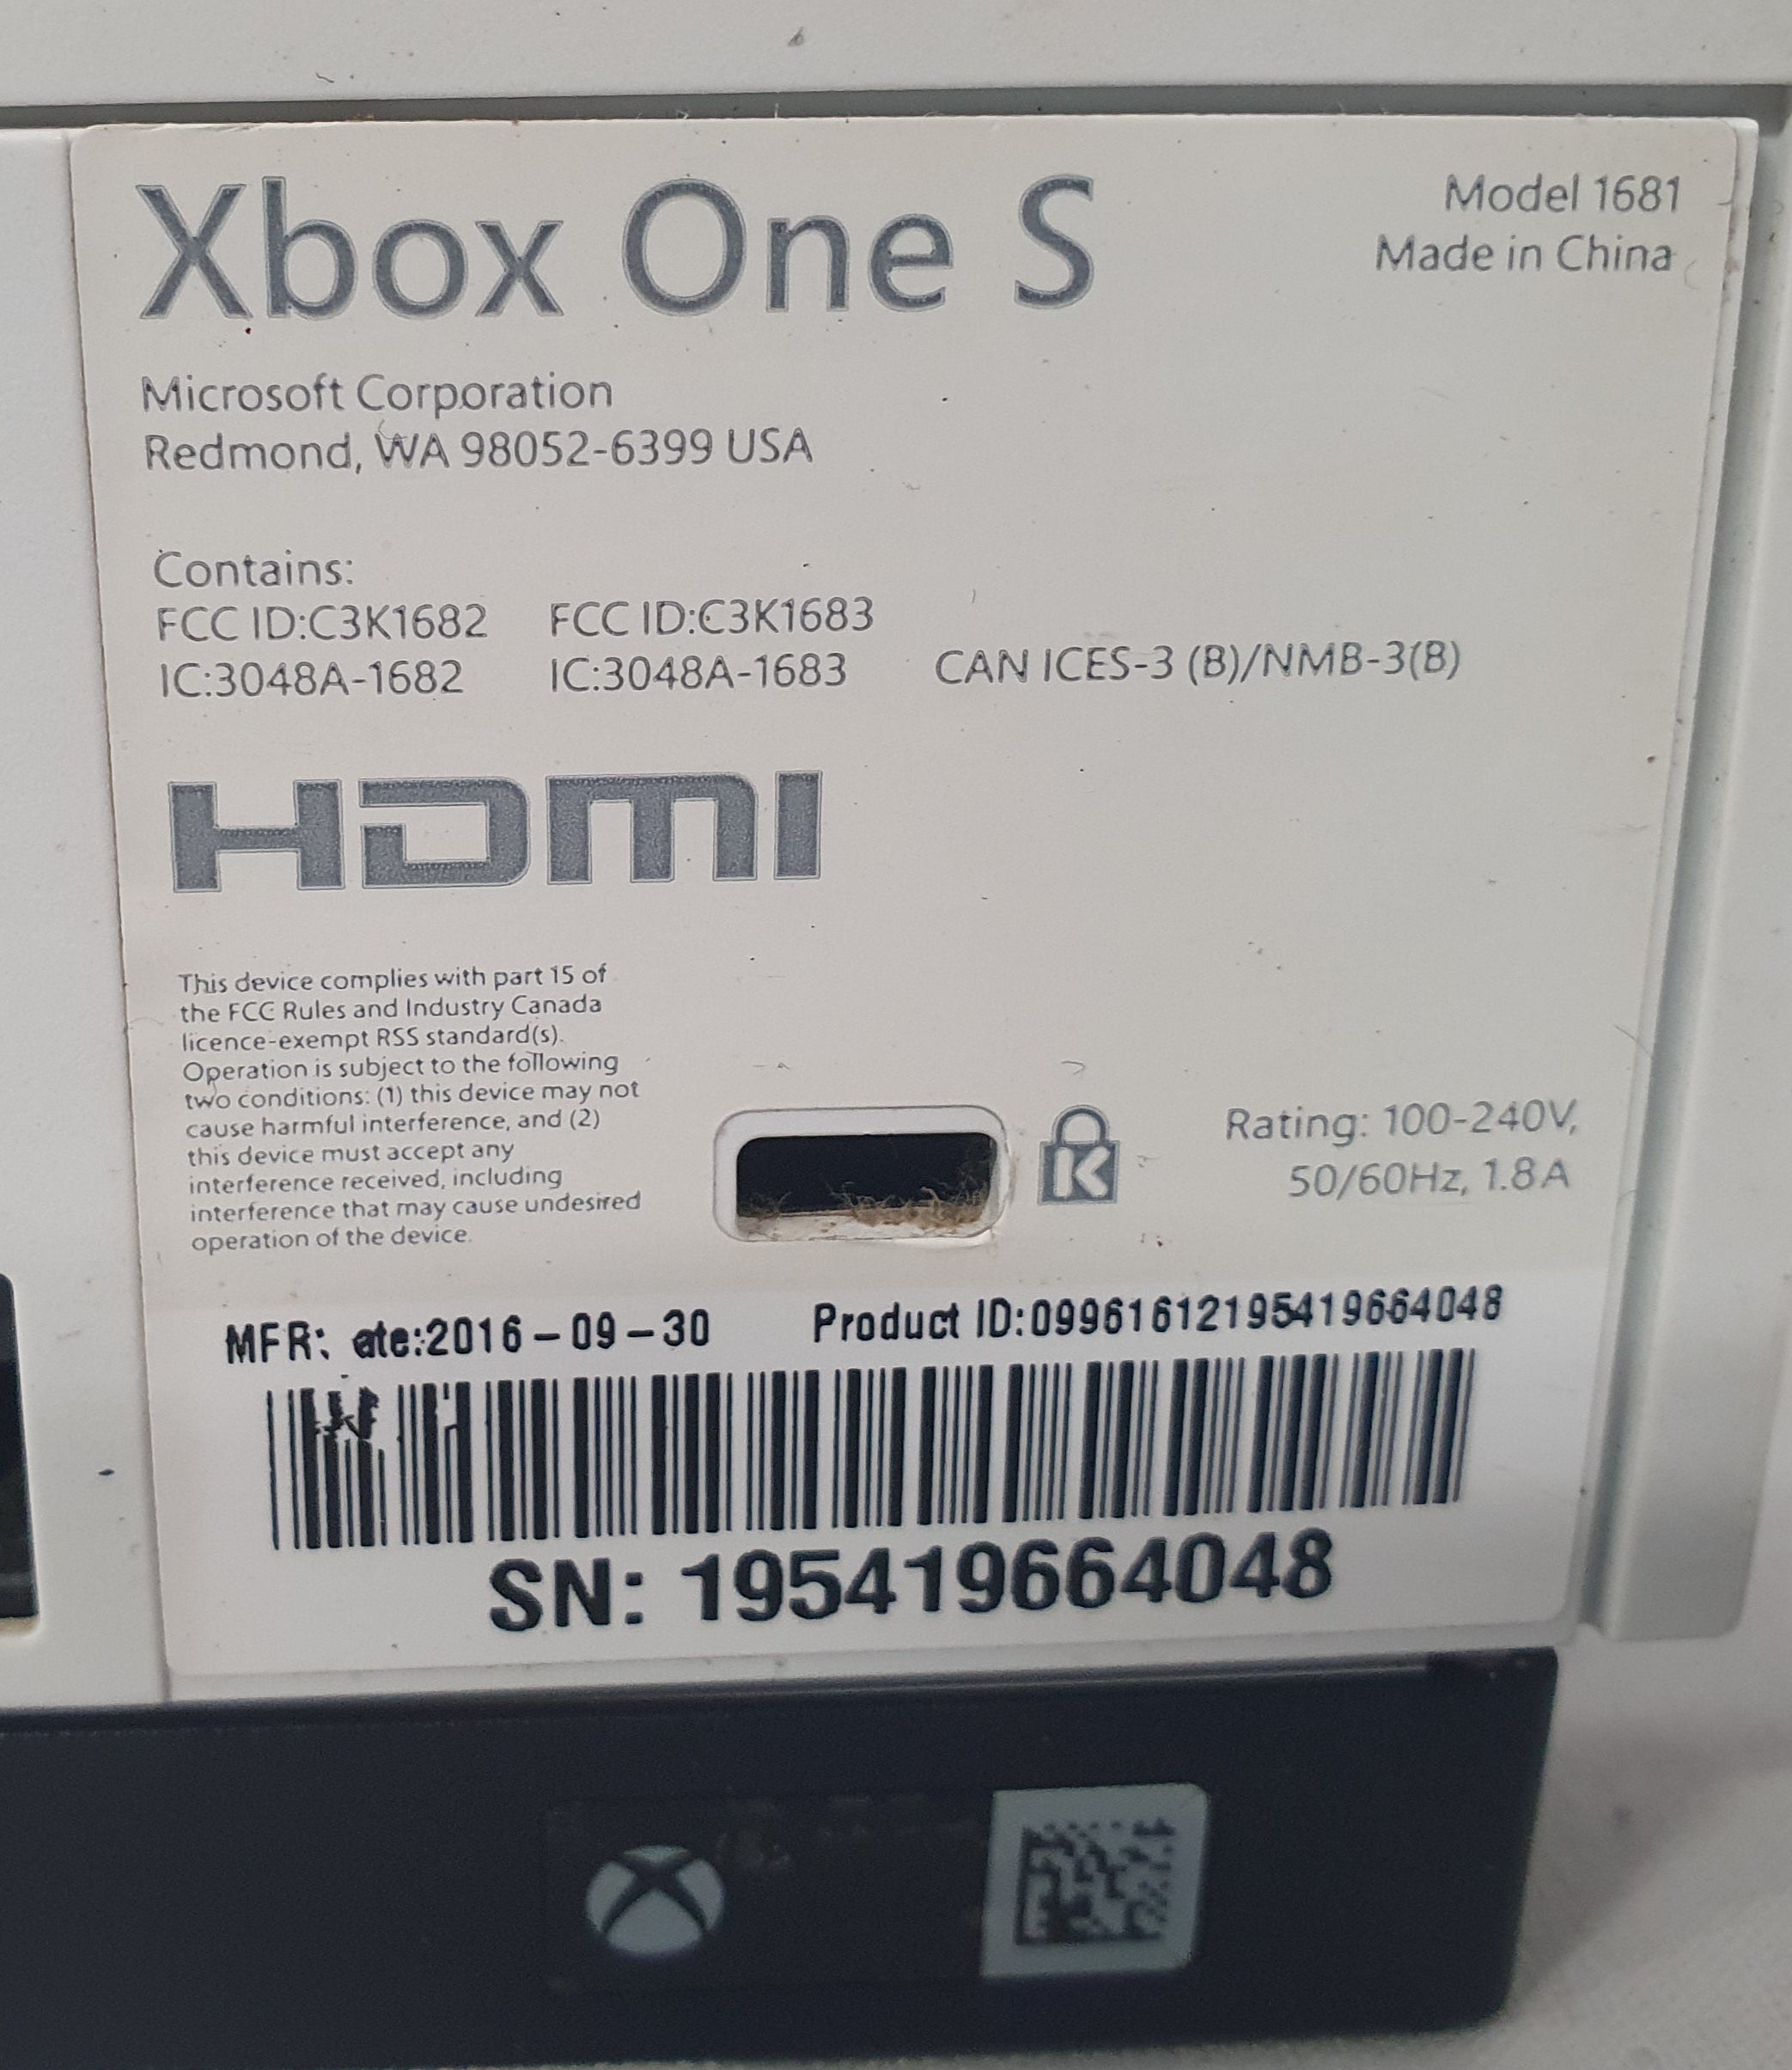 Xbox One S
Model 1681
Made in China
Microsoft Corporation
Redmond, WA 98052-6399 USA
Contains:
FCC ID:C3K1682 FCC ID:C3K1683
IC:3048A-1682 IC:3048A-1683 CAN ICES-3 (B)/NMB-3(B)
HDMI
This device complies with part 15 of
the FCC Rules and Industry Canada
licence-exempt RSS standard(s).
Operation is subject to the following
two conditions: (1) this device may not
cause harmful interference, and (2)
this device must accept any
interference received, including
interference that may cause undesired
operation of the device.
K
Rating: 100-240V,
50/60Hz, 1.8A
MFR: ate:2016-09-30 Product ID:0996161219541966​4048
SN: 195419664048